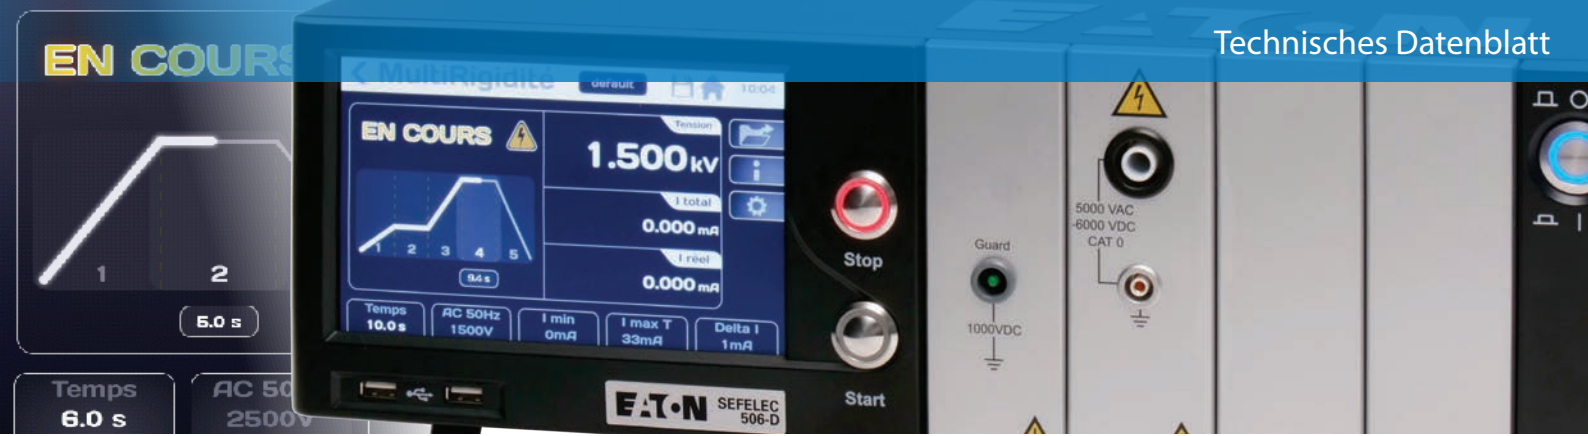 Technisches Datenblatt
EATON
EN COURS
1
2
5.0 s
Temps
6.0 s
AC 50
2500V
MultiRigidité
default
10:04
EN COURS
1 2 3 4 5
9.4 s
Tension
1.500 kV
I total
0.000 mA
I réel
0.000 mA
Temps
10.0 s
AC 50Hz
1500V
I min
0mA
I max T
33mA
Delta I
1mA
EATON
SEFELEC
506-D
Stop
Start
Guard
1000VDC
5000 VAC
-6000 VDC
CAT 0